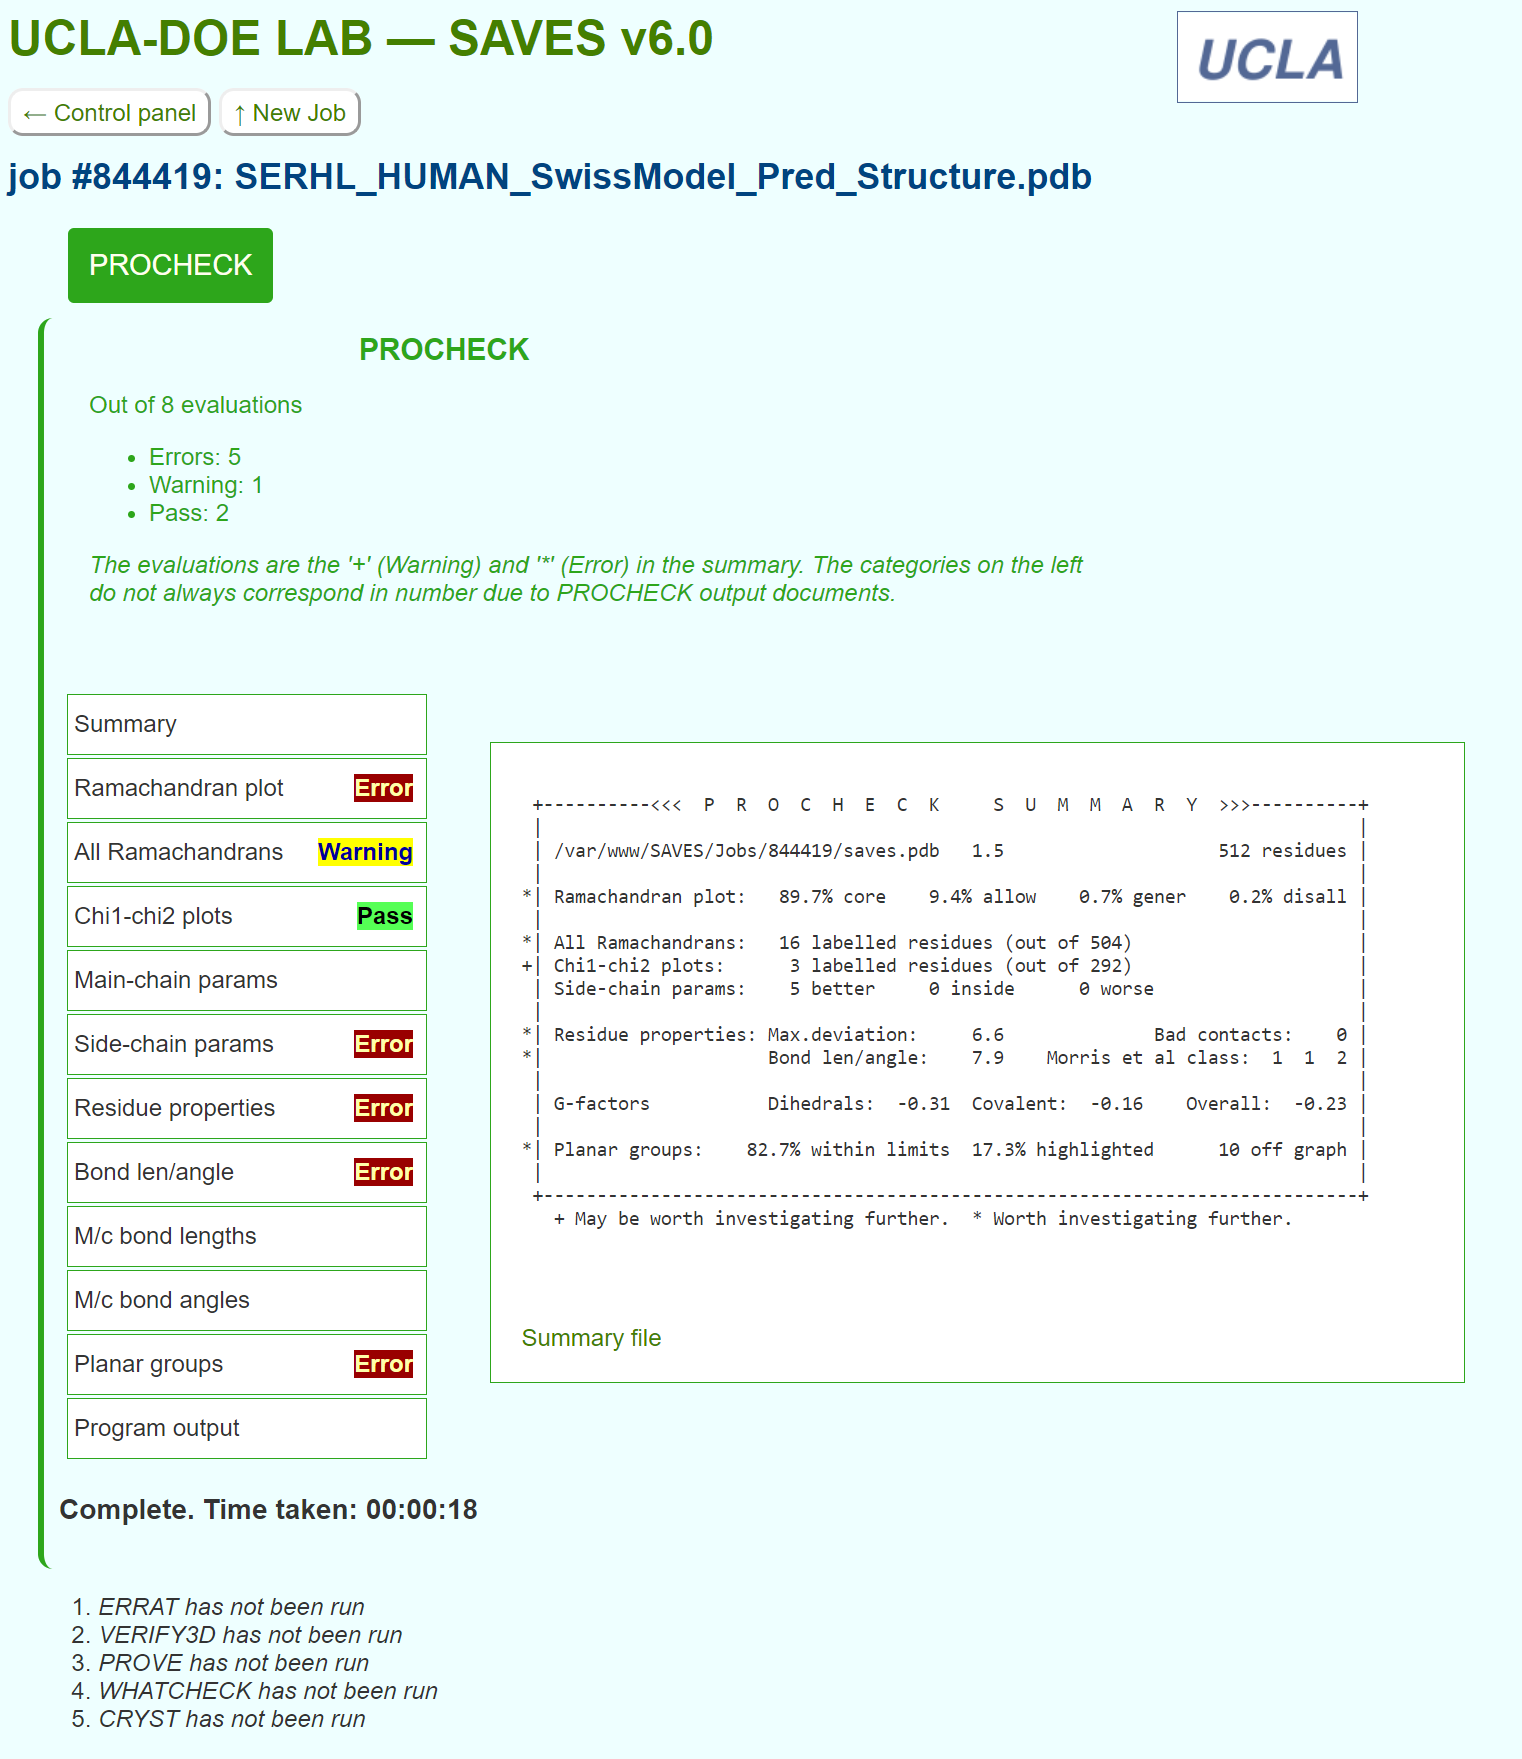 UCLA-DOE LAB — SAVES v6.0
UCLA
← Control panel
↑ New Job
job #844419: SERHL_HUMAN_SwissModel_Pred_Structure.pdb
PROCHECK
PROCHECK
Out of 8 evaluations
• Errors: 5
• Warning: 1
• Pass: 2
The evaluations are the '+' (Warning) and '*' (Error) in the summary. The categories on the left
do not always correspond in number due to PROCHECK output documents.
Summary
Ramachandran plot Error
All Ramachandrans Warning
Chi1-chi2 plots Pass
Main-chain params
Side-chain params Error
Residue properties Error
Bond len/angle Error
M/c bond lengths
M/c bond angles
Planar groups Error
Program output
+----------<<<  P  R  O  C  H  E  C  K     S  U  M  M  A  R  Y  >>>----------+
|                                                                            |
| /var/www/SAVES/Jobs/844419/saves.pdb   1.5                    512 residues |
|                                                                            |
*| Ramachandran plot:   89.7% core    9.4% allow    0.7% gener    0.2% disall |
|                                                                            |
*| All Ramachandrans:   16 labelled residues (out of 504)                     |
+| Chi1-chi2 plots:      3 labelled residues (out of 292)                     |
| Side-chain params:    5 better     0 inside      0 worse                   |
|                                                                            |
*| Residue properties: Max.deviation:     6.6              Bad contacts:    0 |
*|                     Bond len/angle:    7.9    Morris et al class:  1  1  2 |
|                                                                            |
| G-factors           Dihedrals:  -0.31  Covalent:  -0.16    Overall:  -0.23 |
|                                                                            |
*| Planar groups:    82.7% within limits  17.3% highlighted      10 off graph |
|                                                                            |
+----------------------------------------------------------------------------+
+ May be worth investigating further.  * Worth investigating further.
Summary file
Complete. Time taken: 00:00:18
1. ERRAT has not been run
2. VERIFY3D has not been run
3. PROVE has not been run
4. WHATCHECK has not been run
5. CRYST has not been run